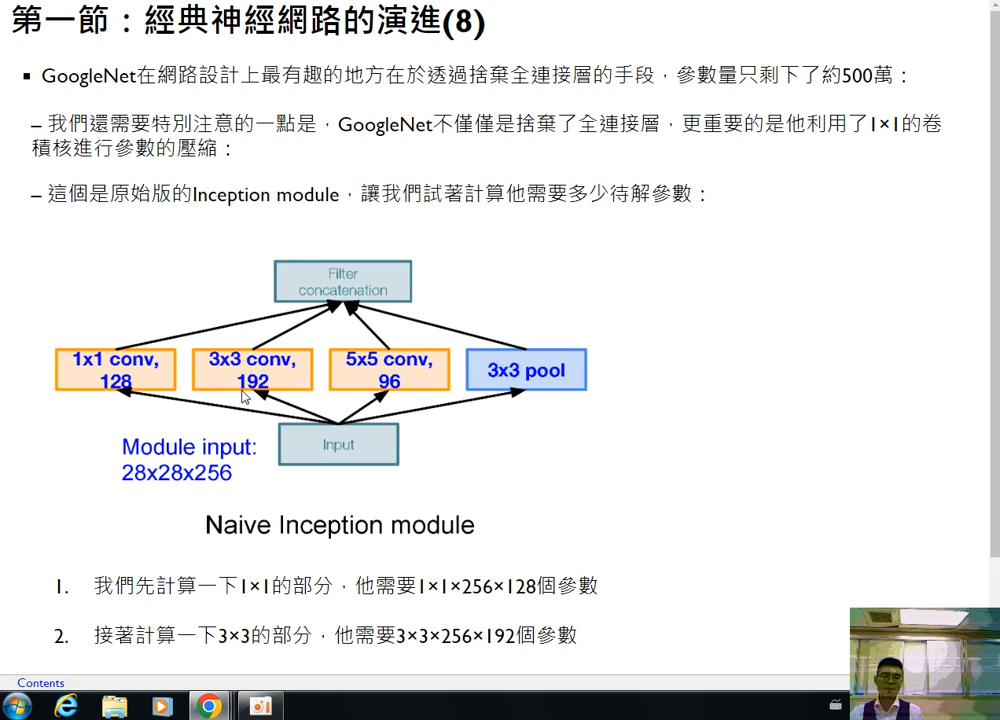 第一節：經典神經網路的演進(8)
▪ GoogleNet在網路設計上最有趣的地方在於透過捨棄全連接層的手段，參數量只剩下了約500萬：
– 我們還需要特別注意的一點是，GoogleNet不僅僅是捨棄了全連接層，更重要的是他利用了1×1的卷
積核進行參數的壓縮：
– 這個是原始版的Inception module，讓我們試著計算他需要多少待解參數：
Filter
concatenation
1x1 conv,
128
3x3 conv,
192
5x5 conv,
96
3x3 pool
Input
Module input:
28x28x256
Naive Inception module
1. 我們先計算一下1×1的部分，他需要1×1×256×128個參數
2. 接著計算一下3×3的部分，他需要3×3×256×192個參數
Contents